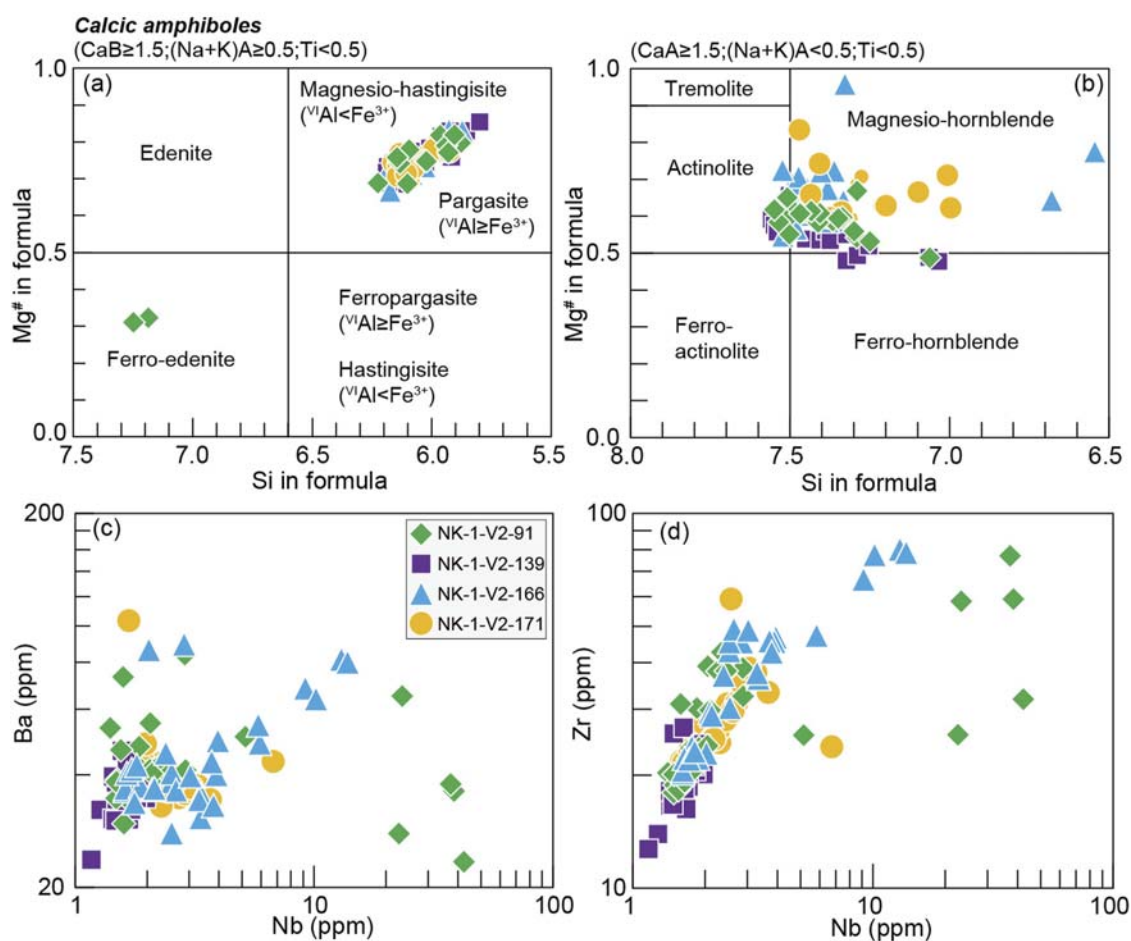 Calcic amphiboles
(CaB≥1.5;(Na+K)A≥0.5;Ti<0.5)
(CaA≥1.5;(Na+K)A<0.5;Ti<0.5)
1.0
(a)
Magnesio-hastingisite
(VIAl<Fe3+)
Edenite
Pargasite
(VIAl≥Fe3+)
Mg# in formula
0.5
Ferropargasite
(VIAl≥Fe3+)
Ferro-edenite
Hastingisite
(VIAl<Fe3+)
0.0
7.5
7.0
6.5
6.0
5.5
Si in formula
1.0
(b)
Tremolite
Magnesio-hornblende
Actinolite
Mg# in formula
0.5
Ferro-
actinolite
Ferro-hornblende
0.0
8.0
7.5
7.0
6.5
Si in formula
200
(c)
NK-1-V2-91
NK-1-V2-139
NK-1-V2-166
NK-1-V2-171
Ba (ppm)
20
1
10
100
Nb (ppm)
100
(d)
Zr (ppm)
10
1
10
100
Nb (ppm)